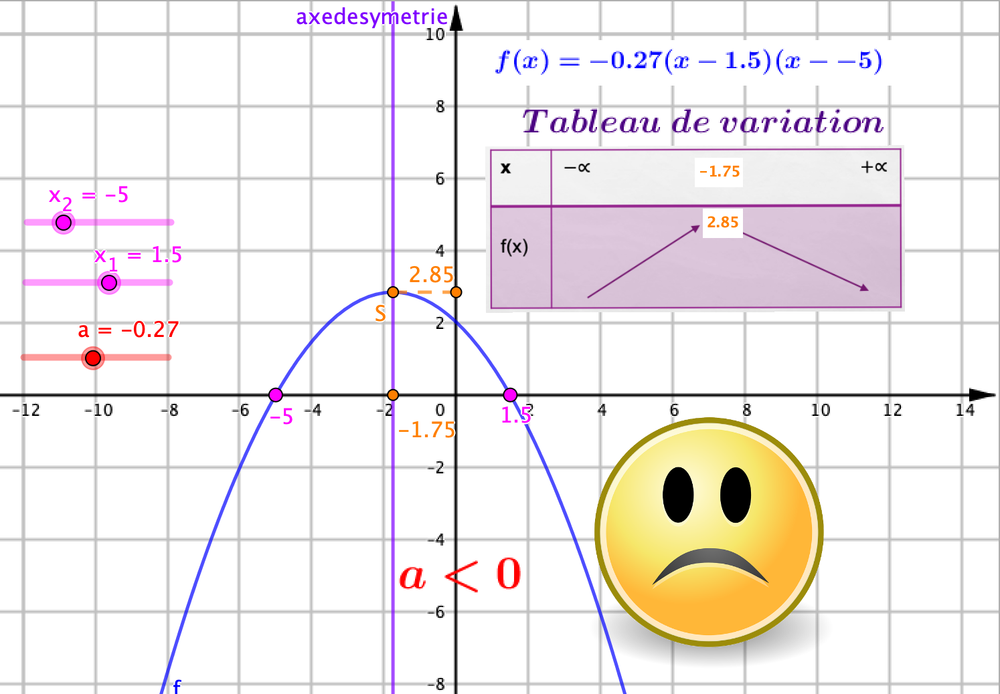 axedesymetrie
f(x) = −0.27(x − 1.5)(x − −5)
Tableau de variation
x −∝ -1.75 +∝
f(x) 2.85
x₂ = −5
x₁ = 1.5
a = −0.27
10
8
6
4
2
2.85
S
-12 -10 -8 -6 -4 -2 0 2 4 6 8 10 12 14
−5 1.5
−1.75
-2
-4
-6
-8
a < 0
f